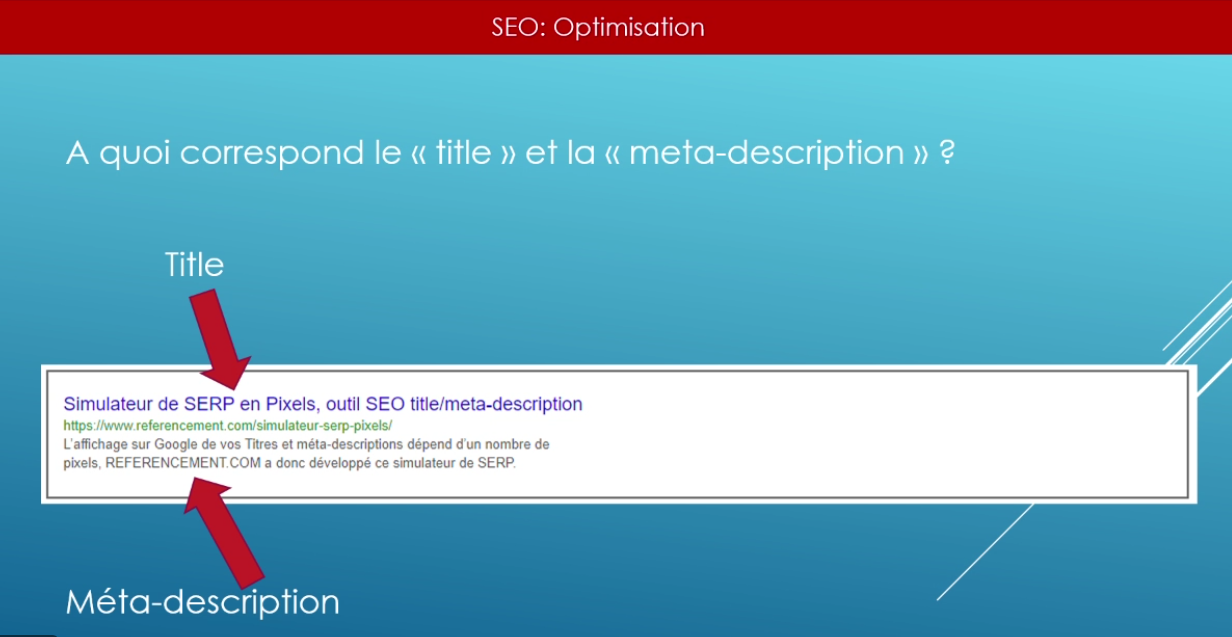 SEO: Optimisation
A quoi correspond le « title » et la « meta-description » ?
Title
Simulateur de SERP en Pixels, outil SEO title/meta-description
https://www.referencement.com/simulateur-serp-pixels/
L'affichage sur Google de vos Titres et méta-descriptions dépend d'un nombre de
pixels, REFERENCEMENT.COM a donc développé ce simulateur de SERP.
Méta-description